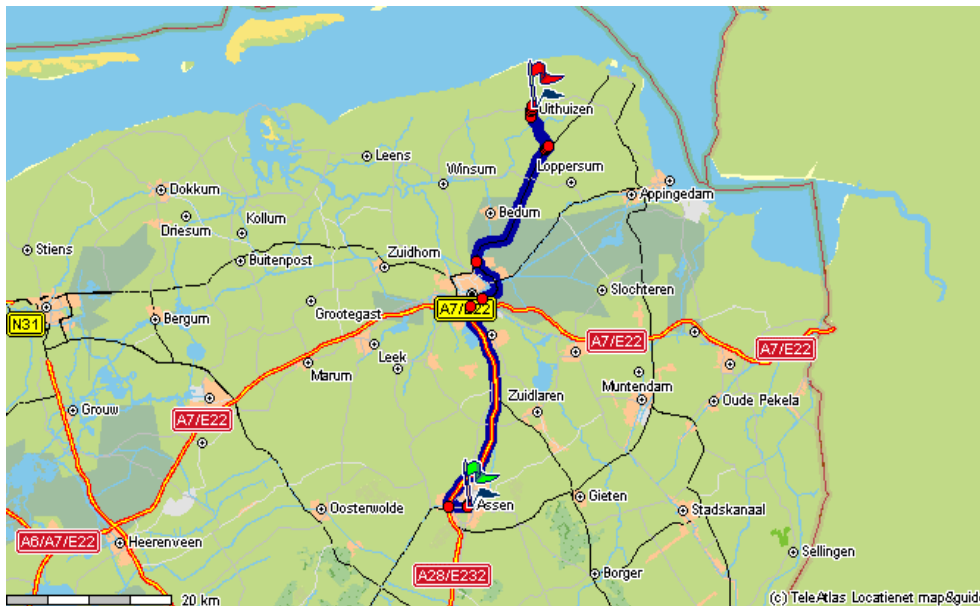 Uithuizen
Leens
Winsum
Loppersum
Dokkum
Appingedam
Driesum
Kollum
Bedum
Stiens
Buitenpost
Zuidhorn
Slochteren
Grootegast
A7/E22
N31
Bergum
A7/E22
A7/E22
Leek
Marum
Muntendam
Zuidlaren
Grouw
A7/E22
Oude Pekela
Gieten
Assen
Oosterwolde
Stadskanaal
A6/A7/E22
Heerenveen
Sellingen
A28/E232
Borger
20 km
(c) TeleAtlas Locatienet map&guid